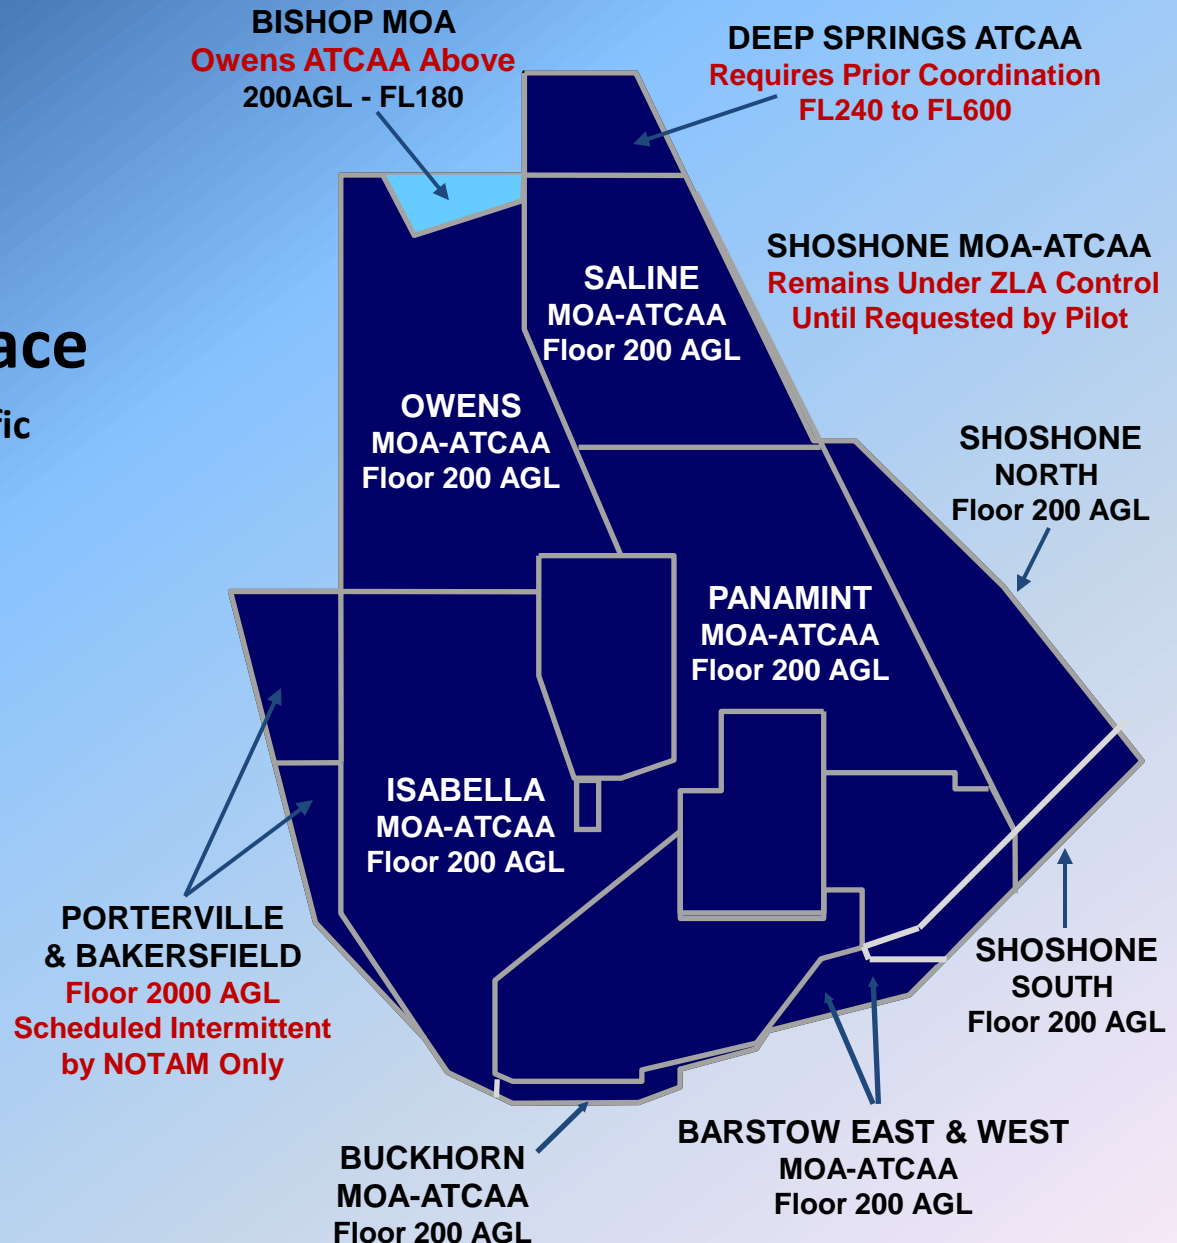 BISHOP MOA
Owens ATCAA Above
200AGL - FL180
DEEP SPRINGS ATCAA
Requires Prior Coordination
FL240 to FL600
SHOSHONE MOA-ATCAA
Remains Under ZLA Control
Until Requested by Pilot
SALINE
MOA-ATCAA
Floor 200 AGL
ace
fic
OWENS
MOA-ATCAA
Floor 200 AGL
SHOSHONE
NORTH
Floor 200 AGL
PANAMINT
MOA-ATCAA
Floor 200 AGL
ISABELLA
MOA-ATCAA
Floor 200 AGL
PORTERVILLE
& BAKERSFIELD
Floor 2000 AGL
Scheduled Intermittent
by NOTAM Only
SHOSHONE
SOUTH
Floor 200 AGL
BARSTOW EAST & WEST
MOA-ATCAA
Floor 200 AGL
BUCKHORN
MOA-ATCAA
Floor 200 AGL